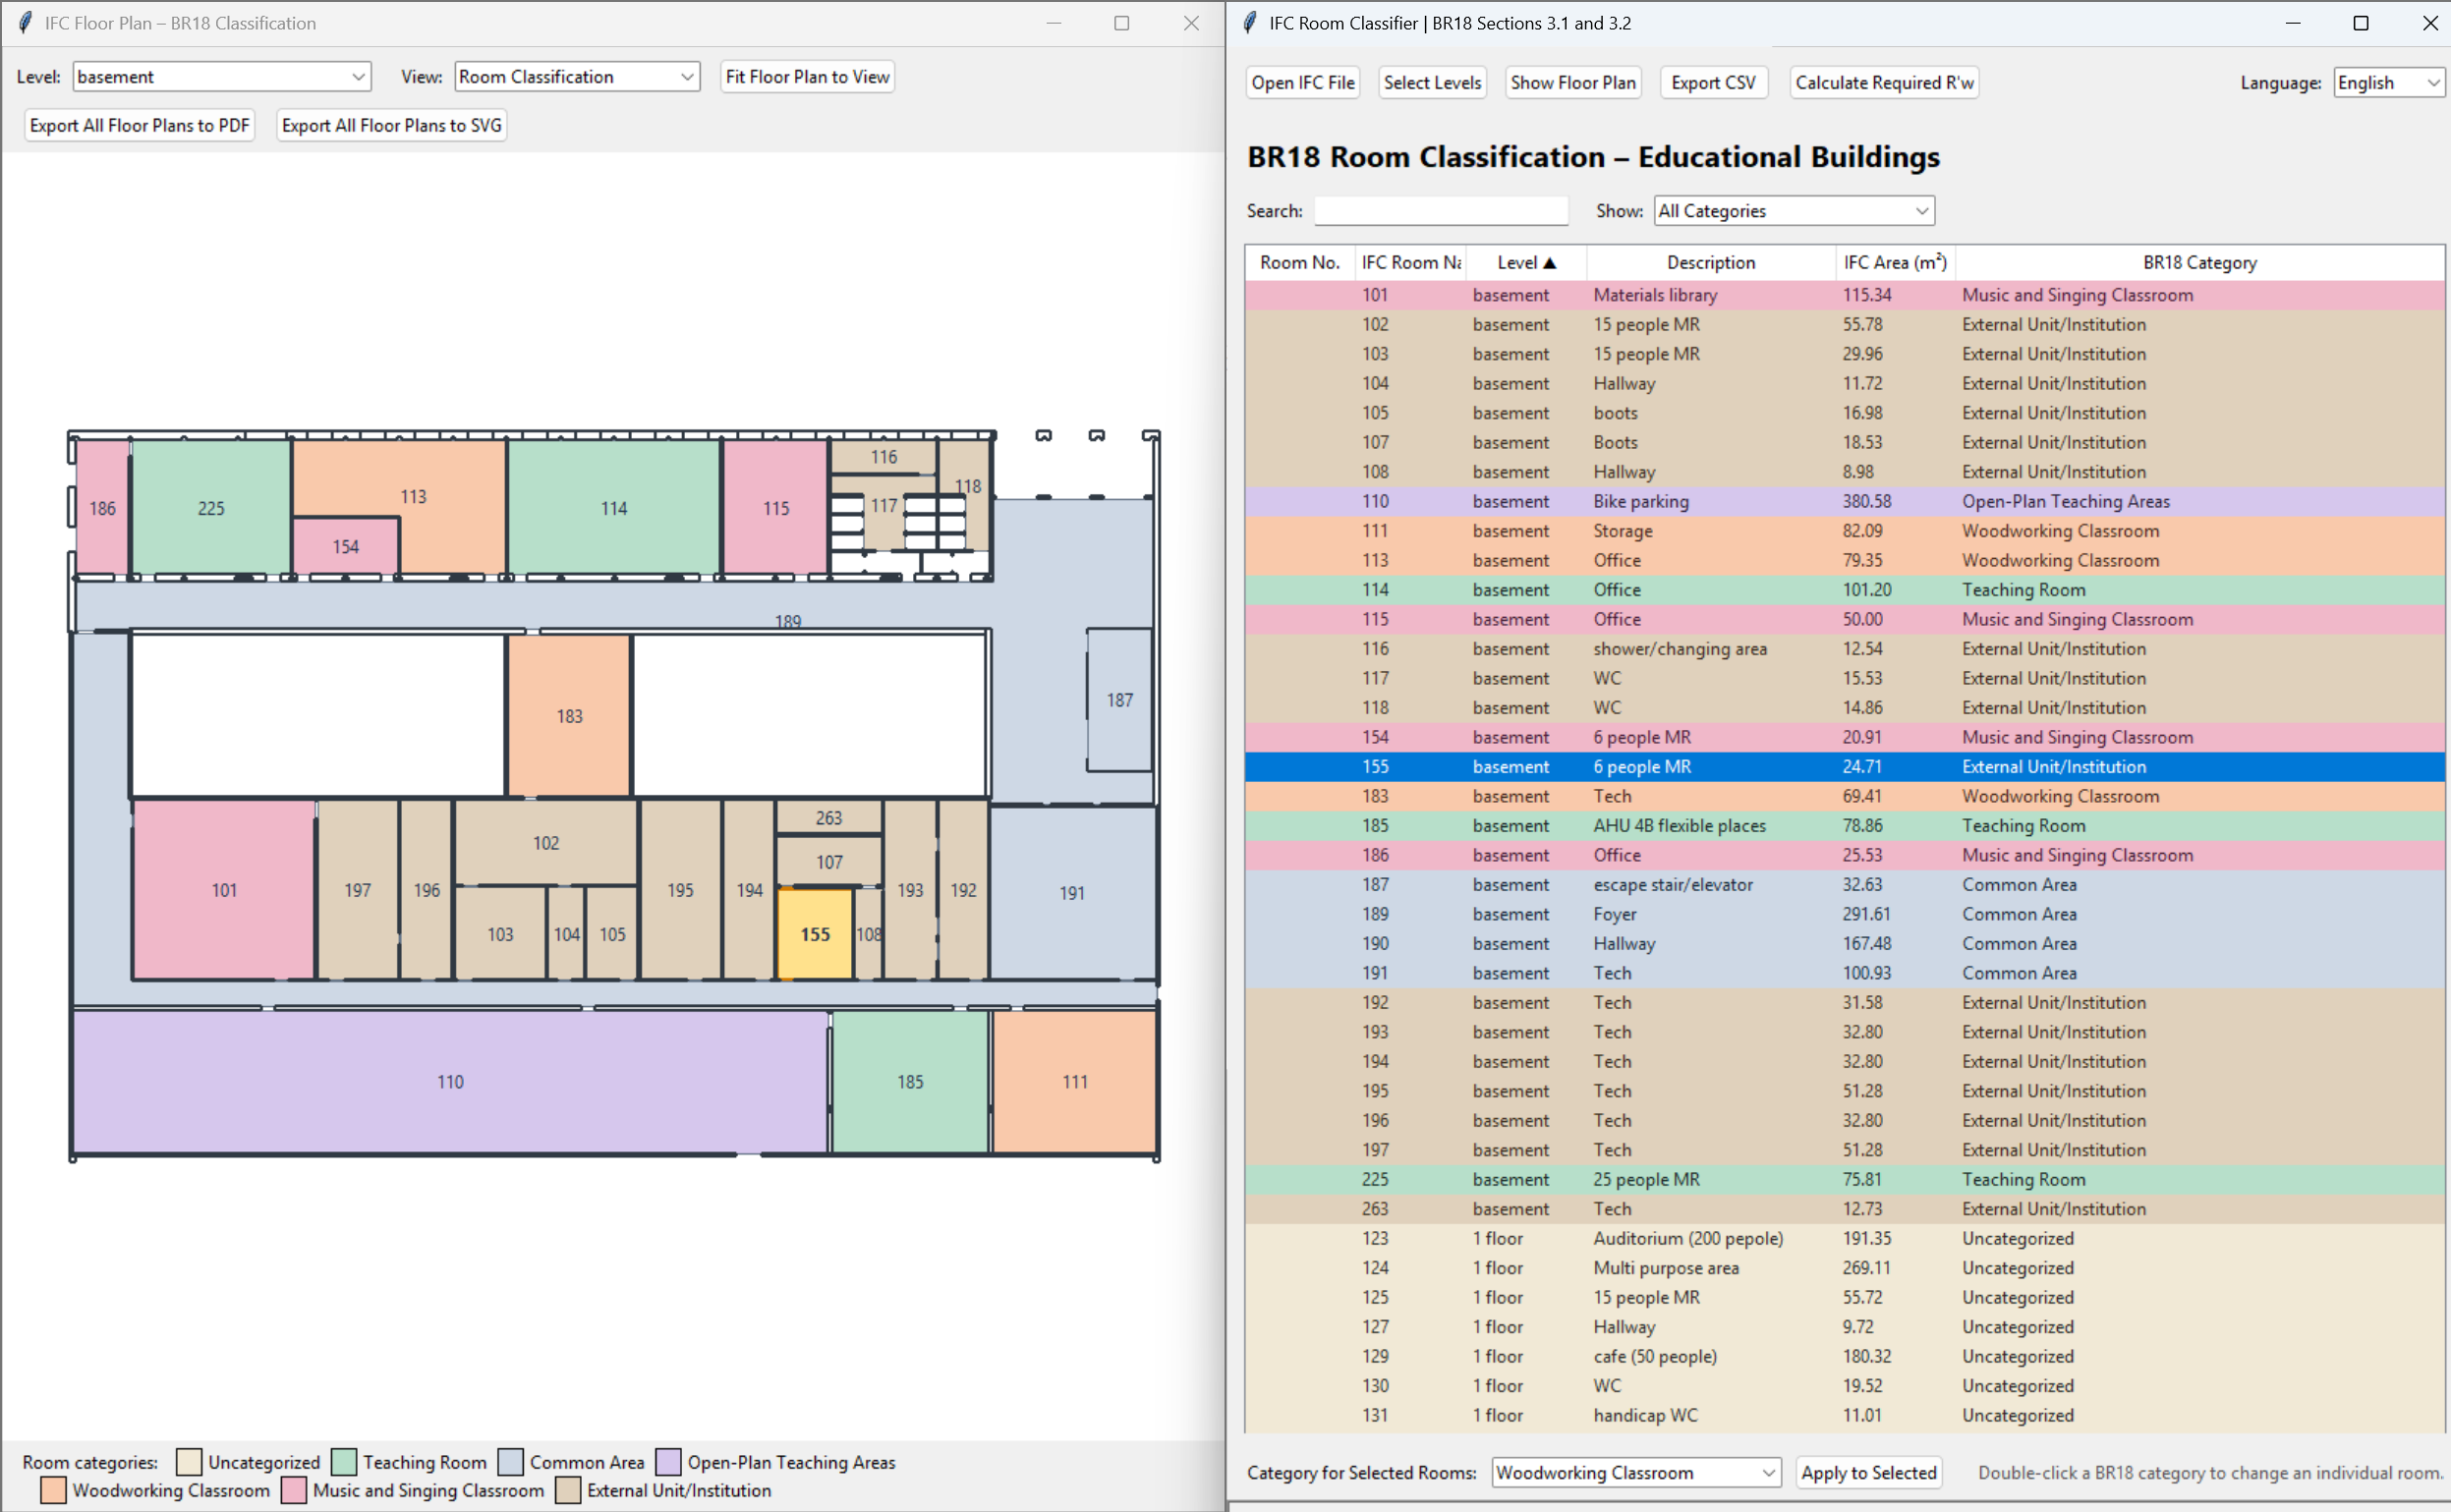 IFC Floor Plan – BR18 Classification
Level: basement View: Room Classification Fit Floor Plan to View
Export All Floor Plans to PDF Export All Floor Plans to SVG
116
118
113
186 225 114 115 117
154
189
187
183
263
102
107
101 197 196 195 194 193 192 191
103 104 105 155 108
110 185 111
Room categories: Uncategorized Teaching Room Common Area Open-Plan Teaching Areas
Woodworking Classroom Music and Singing Classroom External Unit/Institution
IFC Room Classifier | BR18 Sections 3.1 and 3.2
Open IFC File Select Levels Show Floor Plan Export CSV Calculate Required R'w Language: English
BR18 Room Classification – Educational Buildings
Search: Show: All Categories
Room No. IFC Room Na Level ▲ Description IFC Area (m²) BR18 Category
101 basement Materials library 115.34 Music and Singing Classroom
102 basement 15 people MR 55.78 External Unit/Institution
103 basement 15 people MR 29.96 External Unit/Institution
104 basement Hallway 11.72 External Unit/Institution
105 basement boots 16.98 External Unit/Institution
107 basement Boots 18.53 External Unit/Institution
108 basement Hallway 8.98 External Unit/Institution
110 basement Bike parking 380.58 Open-Plan Teaching Areas
111 basement Storage 82.09 Woodworking Classroom
113 basement Office 79.35 Woodworking Classroom
114 basement Office 101.20 Teaching Room
115 basement Office 50.00 Music and Singing Classroom
116 basement shower/changing area 12.54 External Unit/Institution
117 basement WC 15.53 External Unit/Institution
118 basement WC 14.86 External Unit/Institution
154 basement 6 people MR 20.91 Music and Singing Classroom
155 basement 6 people MR 24.71 External Unit/Institution
183 basement Tech 69.41 Woodworking Classroom
185 basement AHU 4B flexible places 78.86 Teaching Room
186 basement Office 25.53 Music and Singing Classroom
187 basement escape stair/elevator 32.63 Common Area
189 basement Foyer 291.61 Common Area
190 basement Hallway 167.48 Common Area
191 basement Tech 100.93 Common Area
192 basement Tech 31.58 External Unit/Institution
193 basement Tech 32.80 External Unit/Institution
194 basement Tech 32.80 External Unit/Institution
195 basement Tech 51.28 External Unit/Institution
196 basement Tech 32.80 External Unit/Institution
197 basement Tech 51.28 External Unit/Institution
225 basement 25 people MR 75.81 Teaching Room
263 basement Tech 12.73 External Unit/Institution
123 1 floor Auditorium (200 pepole) 191.35 Uncategorized
124 1 floor Multi purpose area 269.11 Uncategorized
125 1 floor 15 people MR 55.72 Uncategorized
127 1 floor Hallway 9.72 Uncategorized
129 1 floor cafe (50 people) 180.32 Uncategorized
130 1 floor WC 19.52 Uncategorized
131 1 floor handicap WC 11.01 Uncategorized
Category for Selected Rooms: Woodworking Classroom Apply to Selected Double-click a BR18 category to change an individual room.